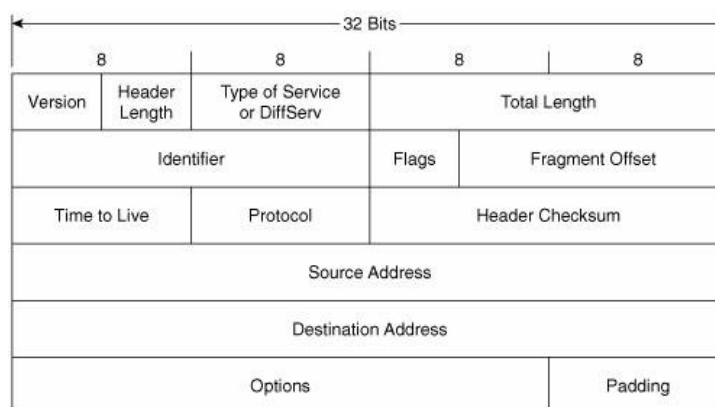 32 Bits
8 8 8 8
Version Header Length Type of Service or DiffServ Total Length
Identifier Flags Fragment Offset
Time to Live Protocol Header Checksum
Source Address
Destination Address
Options Padding